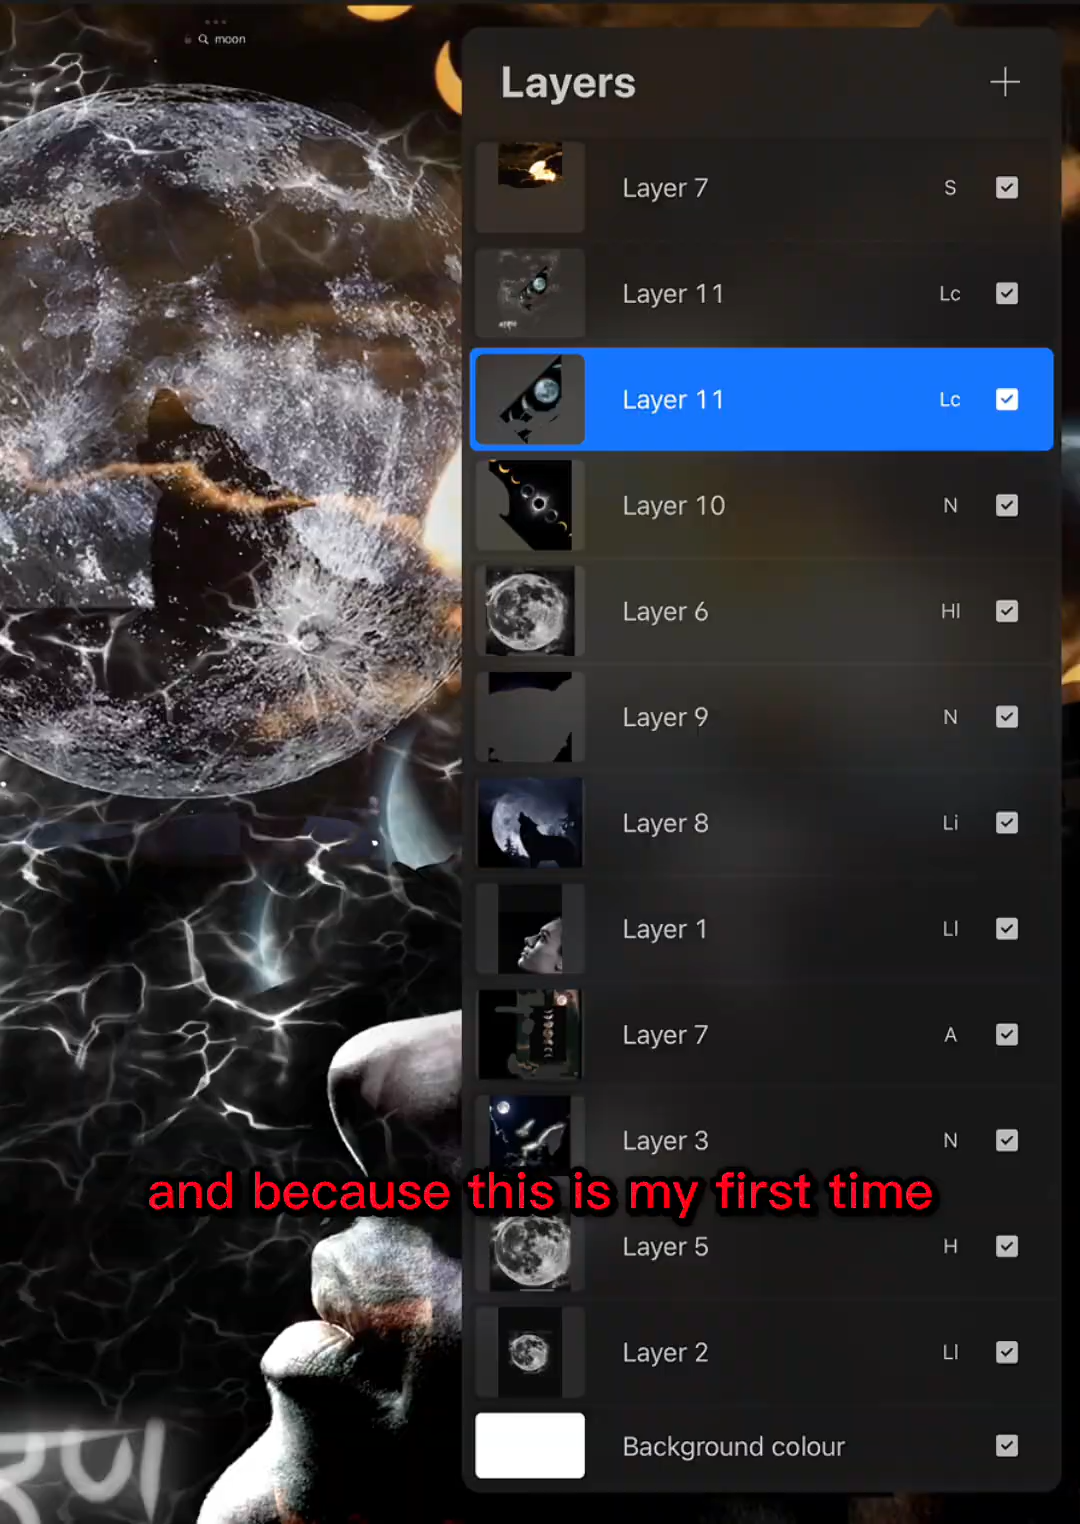 moon
Layers
Layer 7 S
Layer 11 Lc
Layer 11 Lc
Layer 10 N
Layer 6 Hl
Layer 9 N
Layer 8 Li
Layer 1 Ll
Layer 7 A
Layer 3 N
and because this is my first time
Layer 5 H
Layer 2 Ll
Background colour